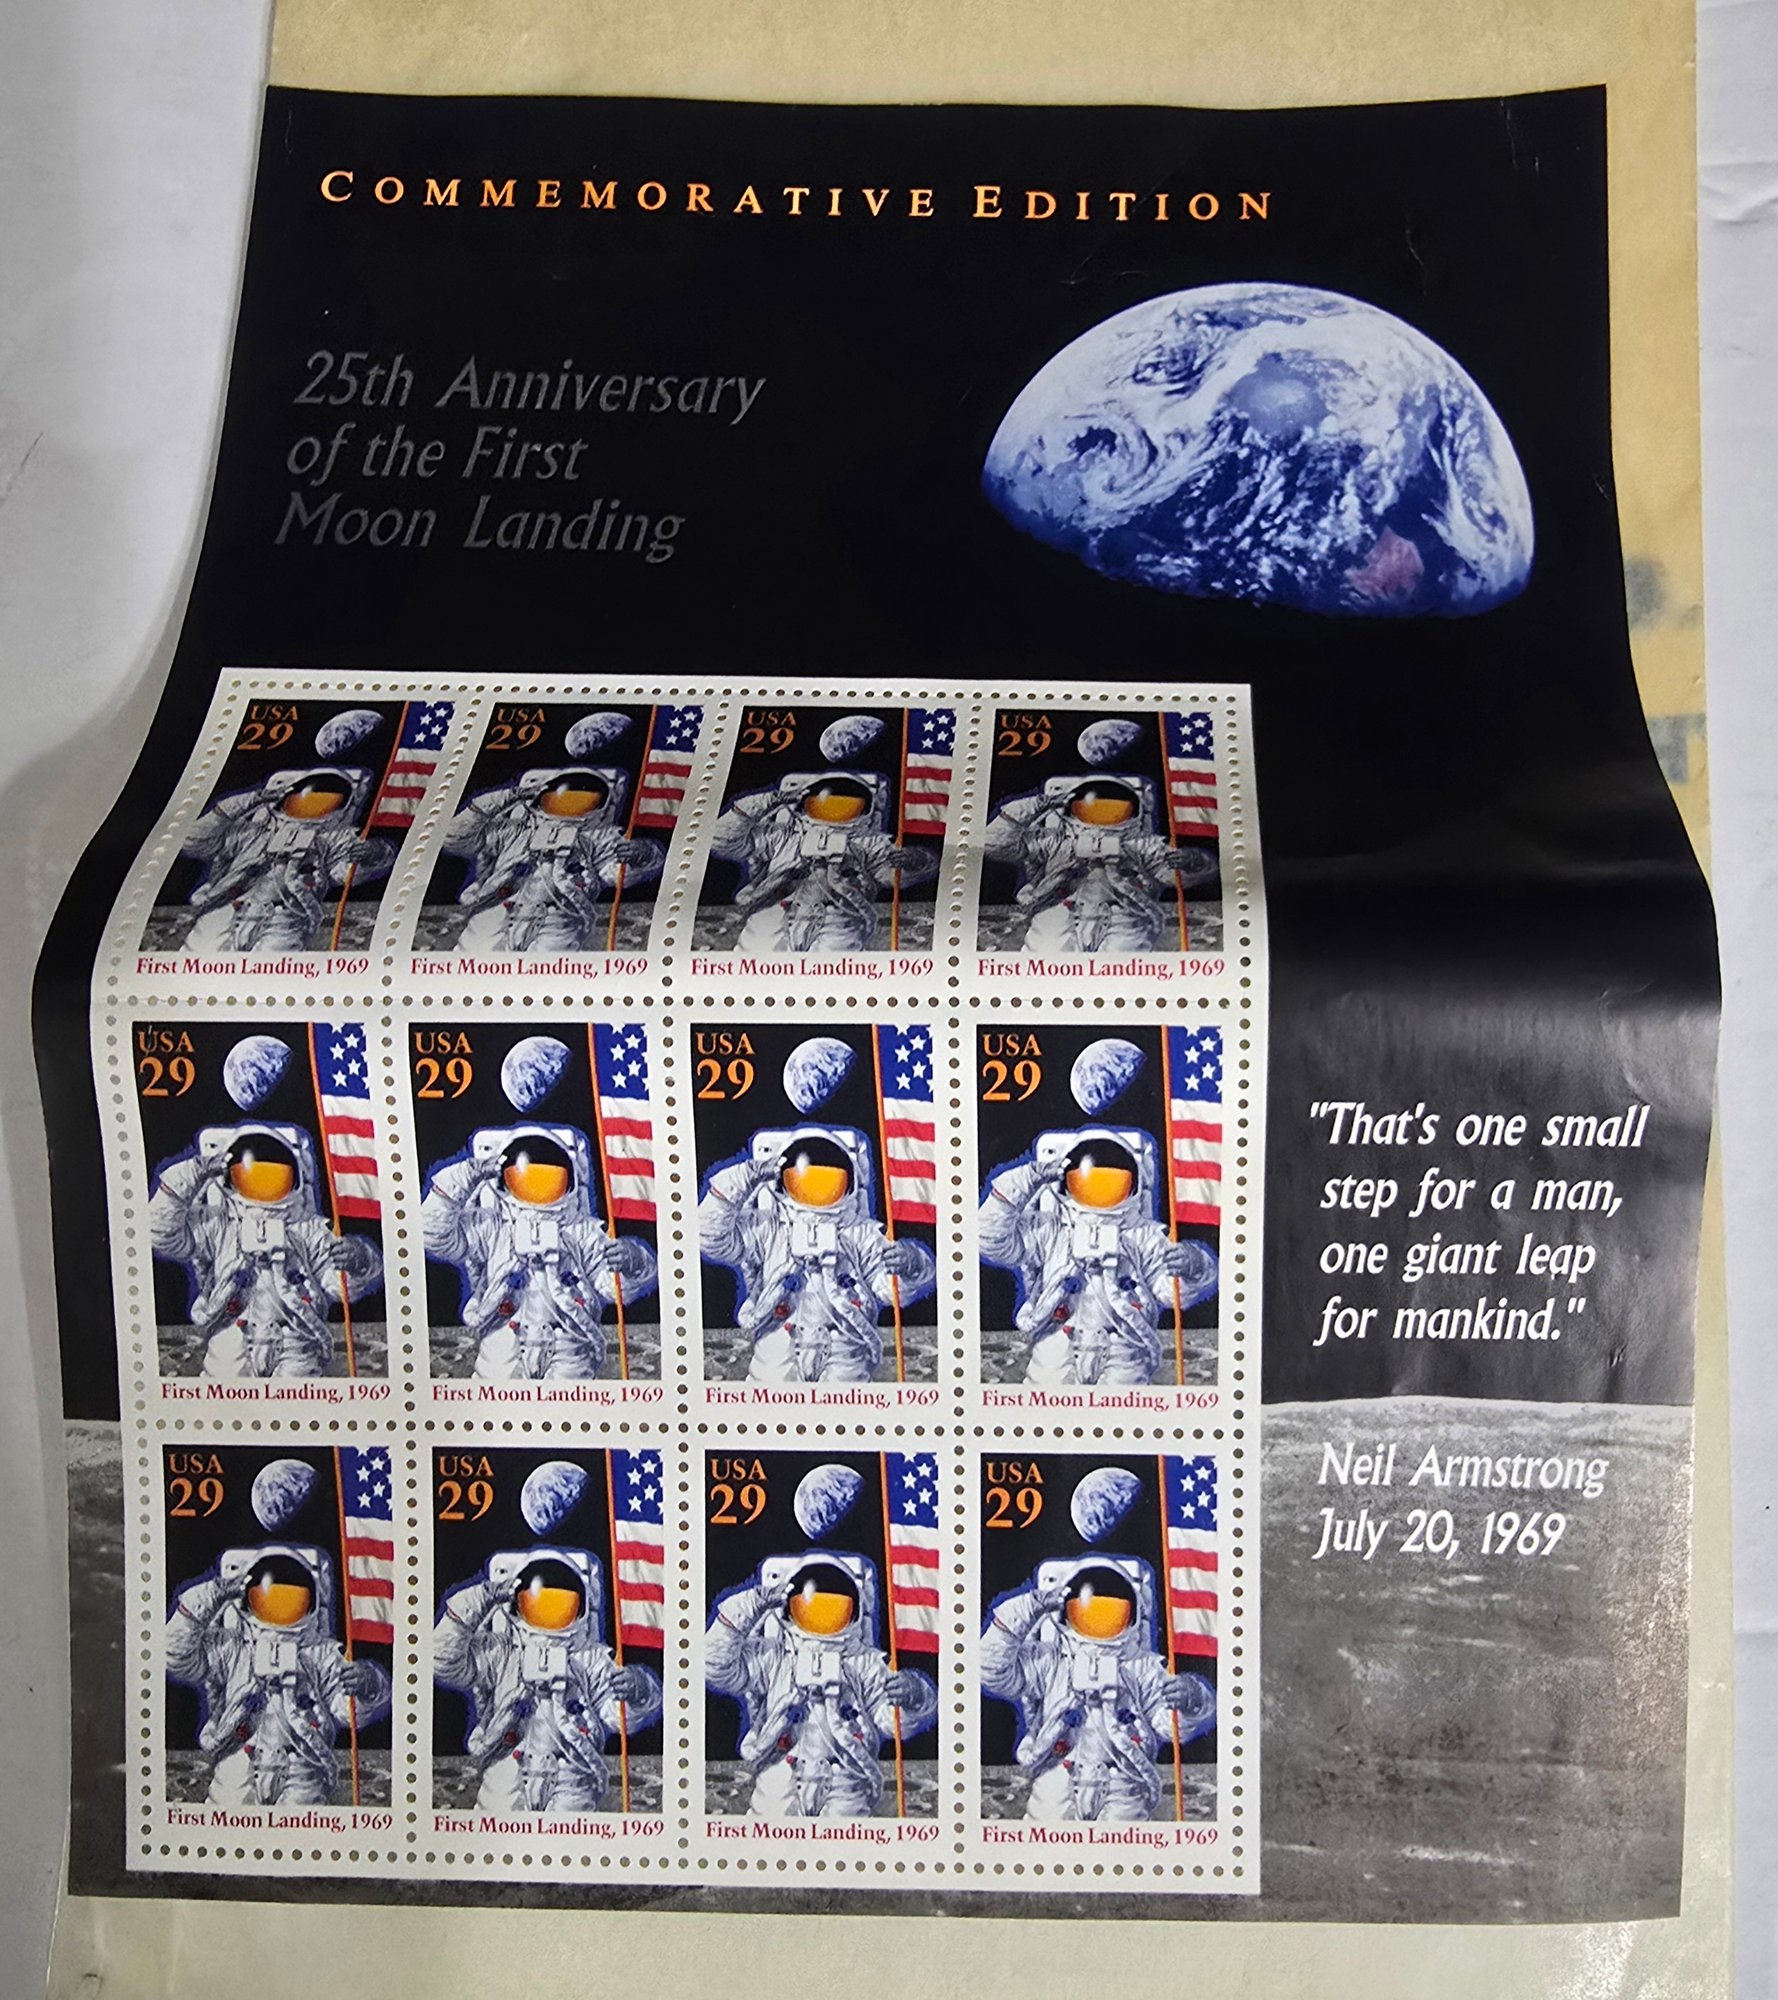 COMMEMORATIVE EDITION
25th Anniversary
of the First
Moon Landing
USA
29
USA
29
USA
29
USA
29
First Moon Landing, 1969
First Moon Landing, 1969
First Moon Landing, 1969
First Moon Landing, 1969
USA
29
USA
29
USA
29
USA
29
First Moon Landing, 1969
First Moon Landing, 1969
First Moon Landing, 1969
First Moon Landing, 1969
USA
29
USA
29
USA
29
USA
29
First Moon Landing, 1969
First Moon Landing, 1969
First Moon Landing, 1969
First Moon Landing, 1969
"That's one small
step for a man,
one giant leap
for mankind."
Neil Armstrong
July 20, 1969